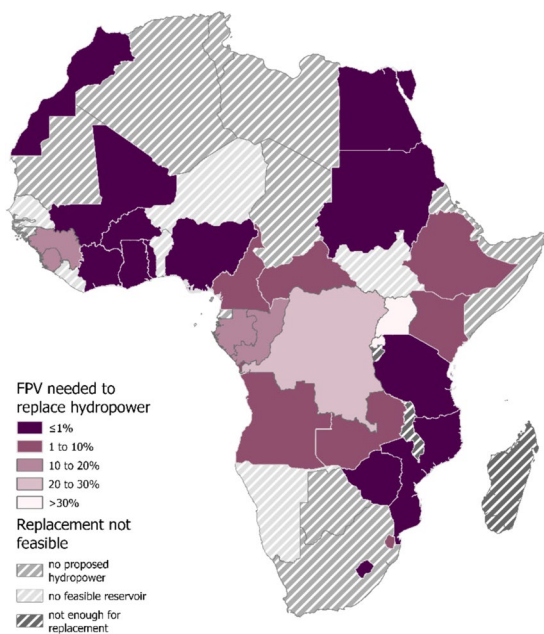 FPV needed to
replace hydropower
≤1%
1 to 10%
10 to 20%
20 to 30%
>30%
Replacement not
feasible
no proposed
hydropower
no feasible reservoir
not enough for
replacement